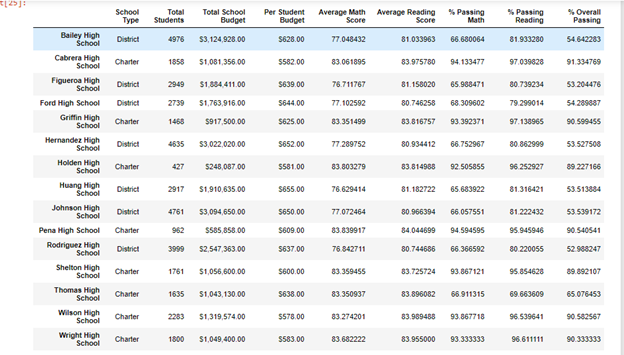 t[25]:
School Type Total Students Total School Budget Per Student Budget Average Math Score Average Reading Score % Passing Math % Passing Reading % Overall Passing
Bailey High School District 4976 $3,124,928.00 $628.00 77.048432 81.033963 66.680064 81.933280 54.642283
Cabrera High School Charter 1858 $1,081,356.00 $582.00 83.061895 83.975780 94.133477 97.039828 91.334769
Figueroa High School District 2949 $1,884,411.00 $639.00 76.711767 81.158020 65.988471 80.739234 53.204476
Ford High School District 2739 $1,763,916.00 $644.00 77.102592 80.746258 68.309602 79.299014 54.289887
Griffin High School Charter 1468 $917,500.00 $625.00 83.351499 83.816757 93.392371 97.138965 90.599455
Hernandez High School District 4635 $3,022,020.00 $652.00 77.289752 80.934412 66.752967 80.862999 53.527508
Holden High School Charter 427 $248,087.00 $581.00 83.803279 83.814988 92.505855 96.252927 89.227166
Huang High School District 2917 $1,910,635.00 $655.00 76.629414 81.182722 65.683922 81.316421 53.513884
Johnson High School District 4761 $3,094,650.00 $650.00 77.072464 80.966394 66.057551 81.222432 53.539172
Pena High School Charter 962 $585,858.00 $609.00 83.839917 84.044699 94.594595 95.945946 90.540541
Rodriguez High School District 3999 $2,547,363.00 $637.00 76.842711 80.744686 66.366592 80.220055 52.988247
Shelton High School Charter 1761 $1,056,600.00 $600.00 83.359455 83.725724 93.867121 95.854628 89.892107
Thomas High School Charter 1635 $1,043,130.00 $638.00 83.350937 83.896082 66.911315 69.663609 65.076453
Wilson High School Charter 2283 $1,319,574.00 $578.00 83.274201 83.989488 93.867718 96.539641 90.582567
Wright High School Charter 1800 $1,049,400.00 $583.00 83.682222 83.955000 93.333333 96.611111 90.333333